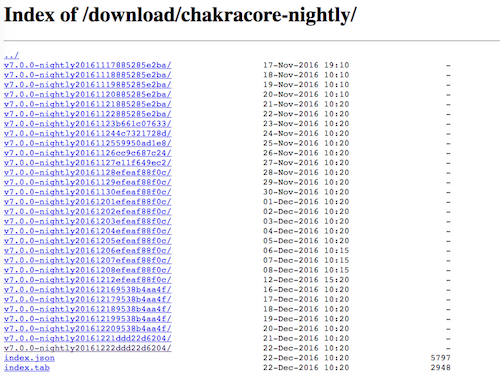 Index of /download/chakracore-nightly/
../
v7.0.0-nightly20161117885285e2ba/ 17-Nov-2016 19:10 -
v7.0.0-nightly20161118885285e2ba/ 18-Nov-2016 10:10 -
v7.0.0-nightly20161119885285e2ba/ 19-Nov-2016 10:10 -
v7.0.0-nightly20161120885285e2ba/ 20-Nov-2016 10:10 -
v7.0.0-nightly20161121885285e2ba/ 21-Nov-2016 10:20 -
v7.0.0-nightly20161122885285e2ba/ 22-Nov-2016 10:20 -
v7.0.0-nightly20161123b661c07633/ 23-Nov-2016 10:20 -
v7.0.0-nightly201611244c7321728d/ 24-Nov-2016 10:20 -
v7.0.0-nightly2016112559950ad1e8/ 25-Nov-2016 10:20 -
v7.0.0-nightly20161126cc9c687c24/ 26-Nov-2016 10:20 -
v7.0.0-nightly20161127e11f649ec2/ 27-Nov-2016 10:20 -
v7.0.0-nightly20161128efeaf88f0c/ 28-Nov-2016 10:20 -
v7.0.0-nightly20161129efeaf88f0c/ 29-Nov-2016 10:20 -
v7.0.0-nightly20161130efeaf88f0c/ 30-Nov-2016 10:20 -
v7.0.0-nightly20161201efeaf88f0c/ 01-Dec-2016 10:20 -
v7.0.0-nightly20161202efeaf88f0c/ 02-Dec-2016 10:20 -
v7.0.0-nightly20161203efeaf88f0c/ 03-Dec-2016 10:20 -
v7.0.0-nightly20161204efeaf88f0c/ 04-Dec-2016 10:20 -
v7.0.0-nightly20161205efeaf88f0c/ 05-Dec-2016 10:20 -
v7.0.0-nightly20161206efeaf88f0c/ 06-Dec-2016 10:15 -
v7.0.0-nightly20161207efeaf88f0c/ 07-Dec-2016 10:15 -
v7.0.0-nightly20161208efeaf88f0c/ 08-Dec-2016 10:15 -
v7.0.0-nightly20161212efeaf88f0c/ 12-Dec-2016 15:20 -
v7.0.0-nightly201612169538b4aa4f/ 16-Dec-2016 10:20 -
v7.0.0-nightly201612179538b4aa4f/ 17-Dec-2016 10:20 -
v7.0.0-nightly201612189538b4aa4f/ 18-Dec-2016 10:20 -
v7.0.0-nightly201612199538b4aa4f/ 19-Dec-2016 10:20 -
v7.0.0-nightly201612209538b4aa4f/ 20-Dec-2016 10:20 -
v7.0.0-nightly20161221ddd22d6204/ 21-Dec-2016 10:20 -
v7.0.0-nightly20161222ddd22d6204/ 22-Dec-2016 10:20 -
index.json 22-Dec-2016 10:20 5797
index.tab 22-Dec-2016 10:20 2948